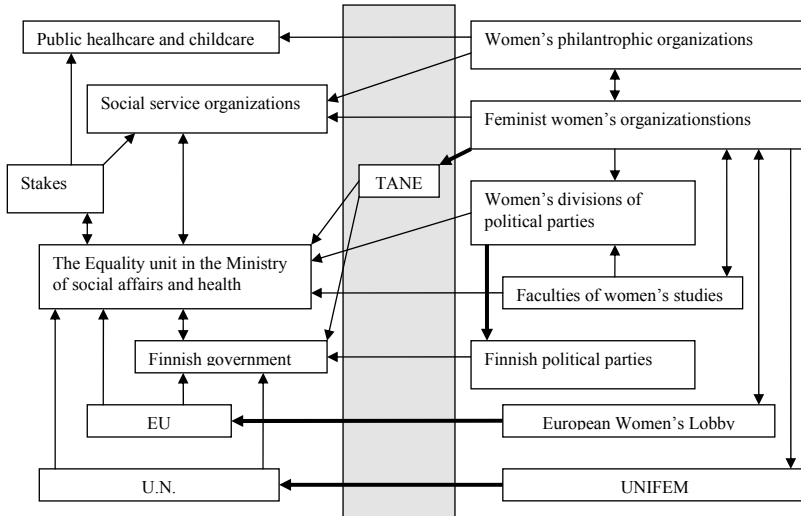 Public healhcare and childcare
Women's philantrophic organizations
Social service organizations
Feminist women's organizationstions
Stakes
TANE
Women's divisions of
political parties
The Equality unit in the Ministry
of social affairs and health
Faculties of women's studies
Finnish government
Finnish political parties
EU
European Women's Lobby
U.N.
UNIFEM